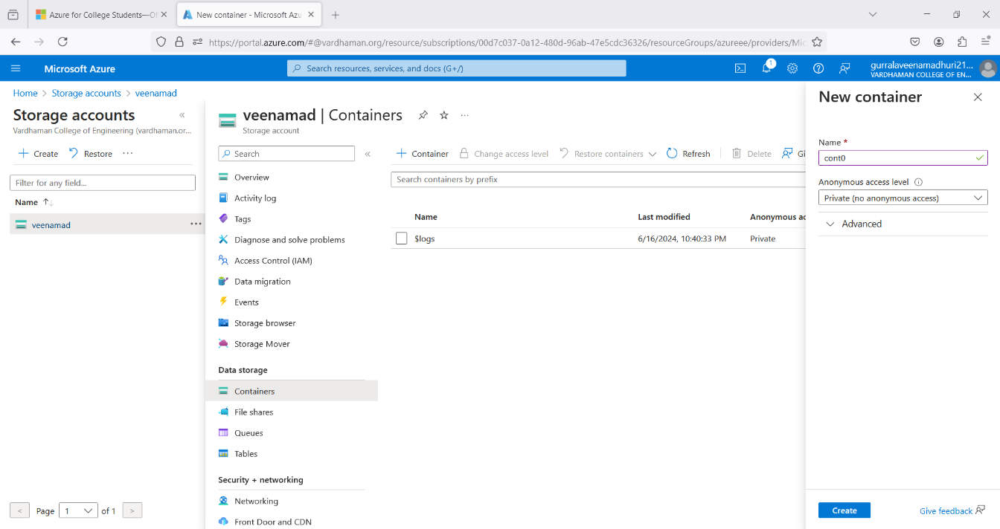 Azure for College Students—Of
New container - Microsoft Azu
https://portal.azure.com/#@vardhaman.org/resource/subscriptions/00d7c037-0a12-480d-96ab-47e5cdc36326/resourceGroups/azureee/providers/Mic
Microsoft Azure
Search resources, services, and docs (G+/)
1
gurralaveenamadhuri21...
VARDHAMAN COLLEGE OF EN...
Home > Storage accounts > veenamad
Storage accounts
Vardhaman College of Engineering (vardhaman.or...
+ Create
Restore
...
Filter for any field...
Name ↑↓
veenamad
...
< Page 1 of 1 >
veenamad | Containers
...
Storage account
Search
Overview
Activity log
Tags
Diagnose and solve problems
Access Control (IAM)
Data migration
Events
Storage browser
Storage Mover
Data storage
Containers
File shares
Queues
Tables
Security + networking
Networking
Front Door and CDN
+ Container
Change access level
Restore containers
Refresh
Delete
Gi
Search containers by prefix
Name Last modified Anonymous ac
$logs 6/16/2024, 10:40:33 PM Private
New container
Name *
cont0
Anonymous access level
Private (no anonymous access)
Advanced
Create
Give feedback